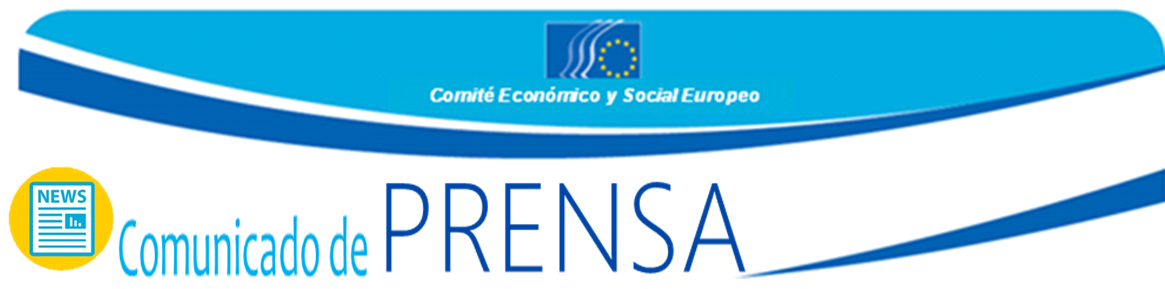 Comité Económico y Social Europeo
NEWS
Comunicado de PRENSA